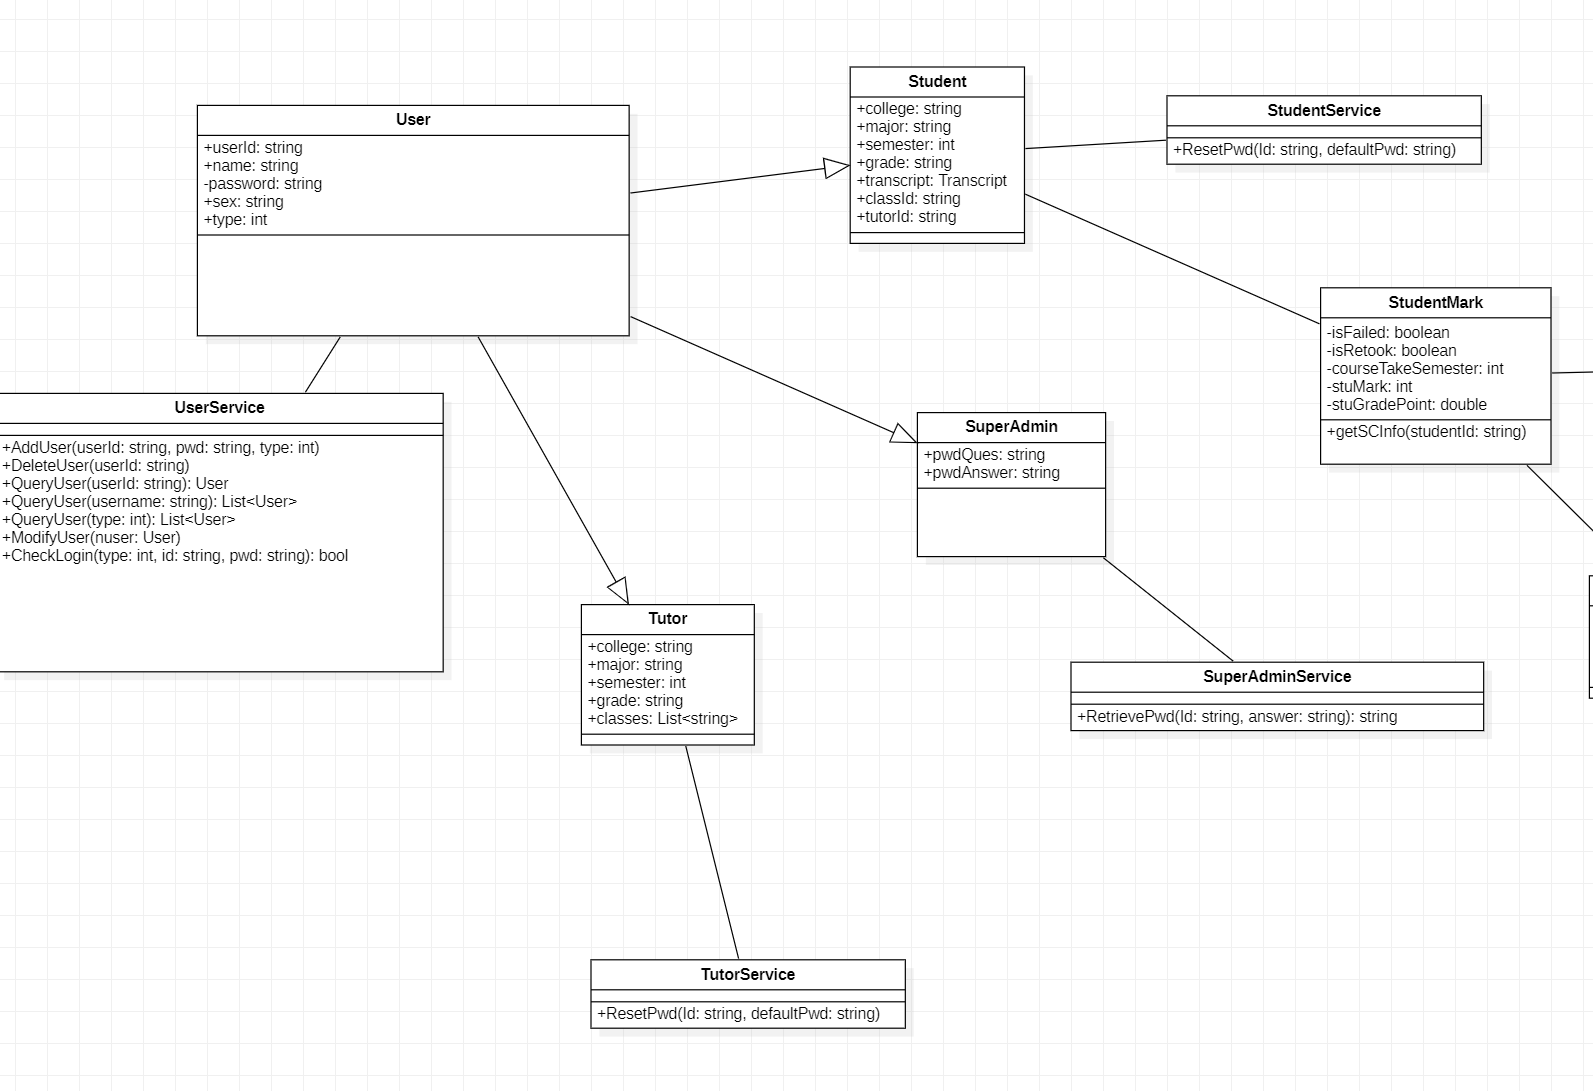 User
+userId: string
+name: string
-password: string
+sex: string
+type: int
Student
+college: string
+major: string
+semester: int
+grade: string
+transcript: Transcript
+classId: string
+tutorId: string
StudentService
+ResetPwd(Id: string, defaultPwd: string)
StudentMark
-isFailed: boolean
-isRetook: boolean
-courseTakeSemester: int
-stuMark: int
-stuGradePoint: double
+getSCInfo(studentId: string)
UserService
+AddUser(userId: string, pwd: string, type: int)
+DeleteUser(userId: string)
+QueryUser(userId: string): User
+QueryUser(username: string): List<User>
+QueryUser(type: int): List<User>
+ModifyUser(nuser: User)
+CheckLogin(type: int, id: string, pwd: string): bool
SuperAdmin
+pwdQues: string
+pwdAnswer: string
Tutor
+college: string
+major: string
+semester: int
+grade: string
+classes: List<string>
SuperAdminService
+RetrievePwd(Id: string, answer: string): string
TutorService
+ResetPwd(Id: string, defaultPwd: string)